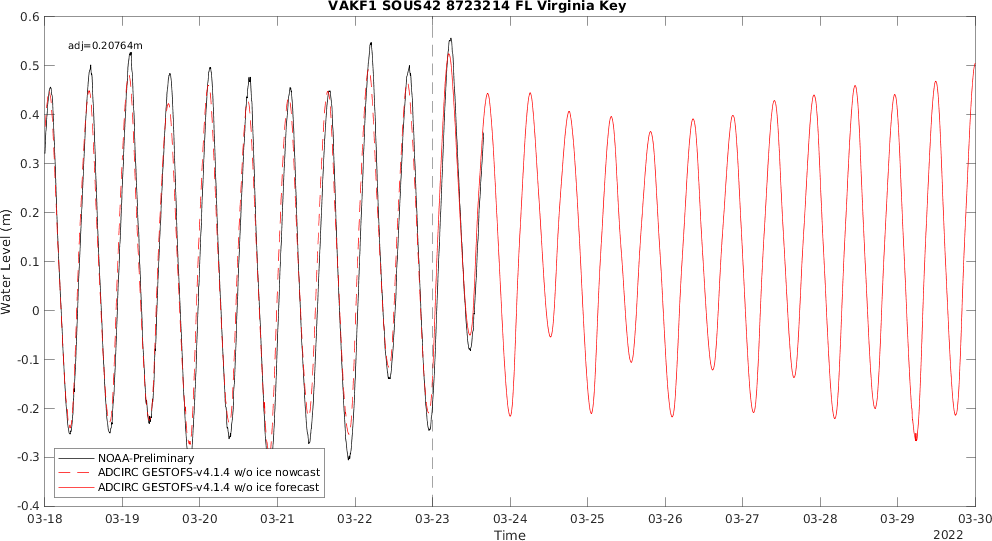 VAKF1 SOUS42 8723214 FL Virginia Key
adj=0.20764m
0.6
0.5
0.4
0.3
0.2
0.1
0
-0.1
-0.2
-0.3
-0.4
Water Level (m)
NOAA-Preliminary
ADCIRC GESTOFS-v4.1.4 w/o ice nowcast
ADCIRC GESTOFS-v4.1.4 w/o ice forecast
03-18 03-19 03-20 03-21 03-22 03-23 03-24 03-25 03-26 03-27 03-28 03-29 03-30
Time
2022